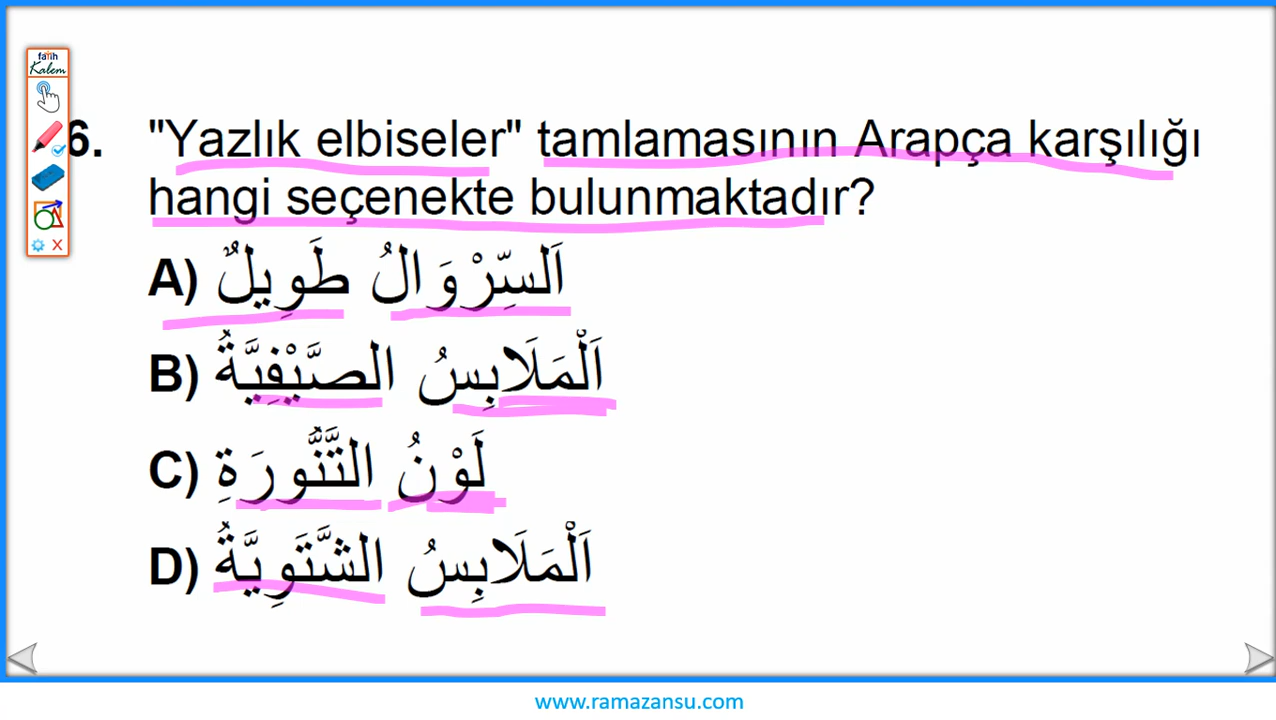 fatih
Kalem
6. "Yazlık elbiseler" tamlamasının Arapça karşılığı
hangi seçenekte bulunmaktadır?
A) اَلسِّرْوَالُ طَوِيلٌ
B) اَلْمَلَابِسُ الصَّيْفِيَّةُ
C) لَوْنُ التَّنُّورَةِ
D) اَلْمَلَابِسُ الشَّتَوِيَّةُ
www.ramazansu.com